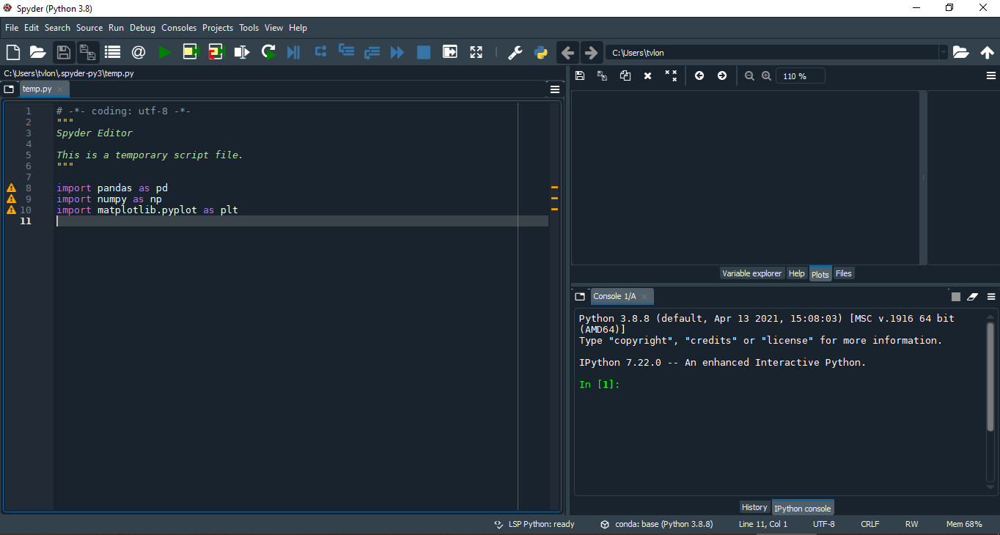 Spyder (Python 3.8)
File Edit Search Source Run Debug Consoles Projects Tools View Help
C:\Users\tvlon
C:\Users\tvlon\.spyder-py3\temp.py
temp.py
110 %
1 # -*- coding: utf-8 -*-
2 """
3 Spyder Editor
4
5 This is a temporary script file.
6 """
7
8 import pandas as pd
9 import numpy as np
10 import matplotlib.pyplot as plt
11
Variable explorer Help Plots Files
Console 1/A
Python 3.8.8 (default, Apr 13 2021, 15:08:03) [MSC v.1916 64 bit
(AMD64)]
Type "copyright", "credits" or "license" for more information.
IPython 7.22.0 -- An enhanced Interactive Python.
In [1]:
History IPython console
LSP Python: ready conda: base (Python 3.8.8) Line 11, Col 1 UTF-8 CRLF RW Mem 68%